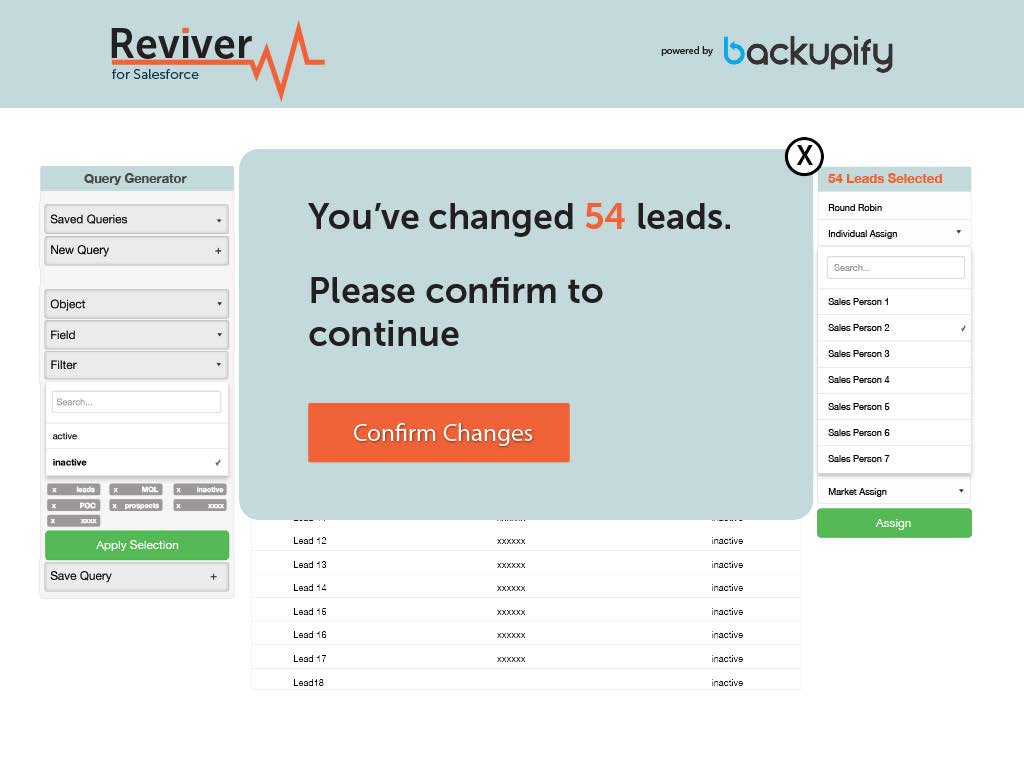 Reviver
for Salesforce
powered by backupify
Query Generator
Saved Queries
New Query +
Object
Field
Filter
Search...
active
inactive
x leads x MQL x inactive
x POC x prospects x xxxx
x xxxx
Apply Selection
Save Query +
X
You’ve changed 54 leads.
Please confirm to
continue
Confirm Changes
Lead 12 xxxxxx inactive
Lead 13 xxxxxx inactive
Lead 14 xxxxxx inactive
Lead 15 xxxxxx inactive
Lead 16 xxxxxx inactive
Lead 17 xxxxxx inactive
Lead18 inactive
54 Leads Selected
Round Robin
Individual Assign
Search...
Sales Person 1
Sales Person 2
Sales Person 3
Sales Person 4
Sales Person 5
Sales Person 6
Sales Person 7
Market Assign
Assign